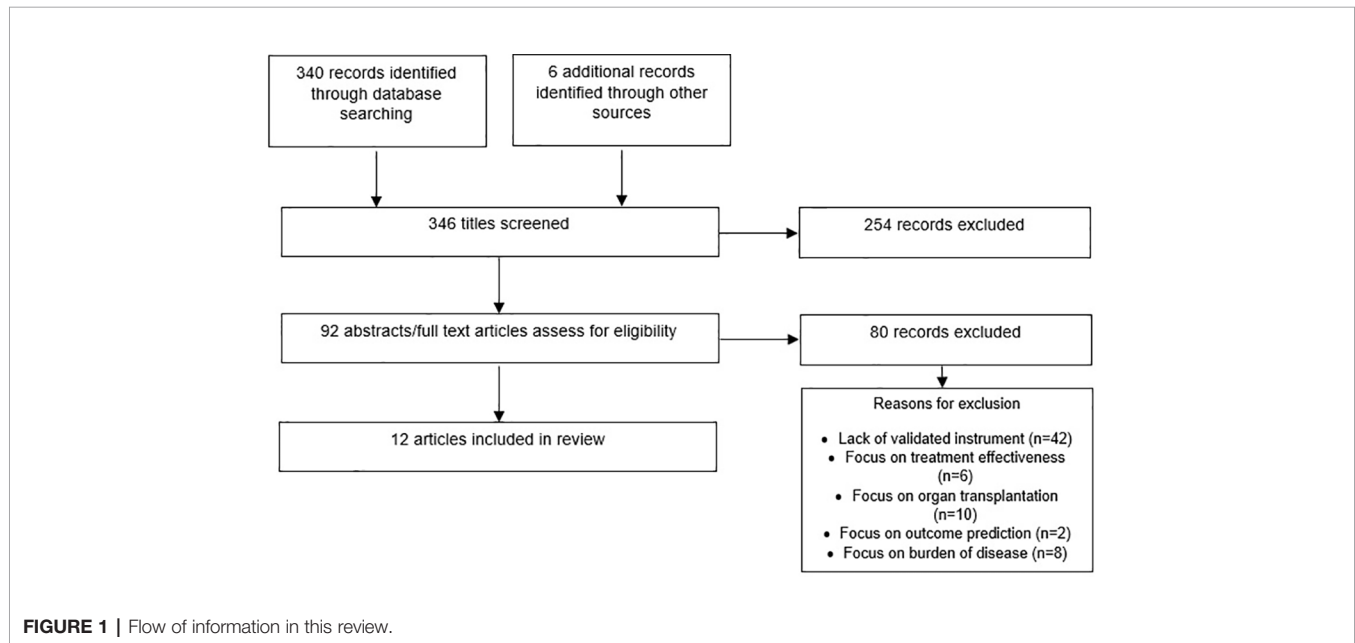 340 records identified
through database
searching
6 additional records
identified through other
sources
346 titles screened
254 records excluded
92 abstracts/full text articles assess for eligibility
80 records excluded
Reasons for exclusion
• Lack of validated instrument (n=42)
• Focus on treatment effectiveness
(n=6)
• Focus on organ transplantation
(n=10)
• Focus on outcome prediction (n=2)
• Focus on burden of disease (n=8)
12 articles included in review
FIGURE 1 | Flow of information in this review.